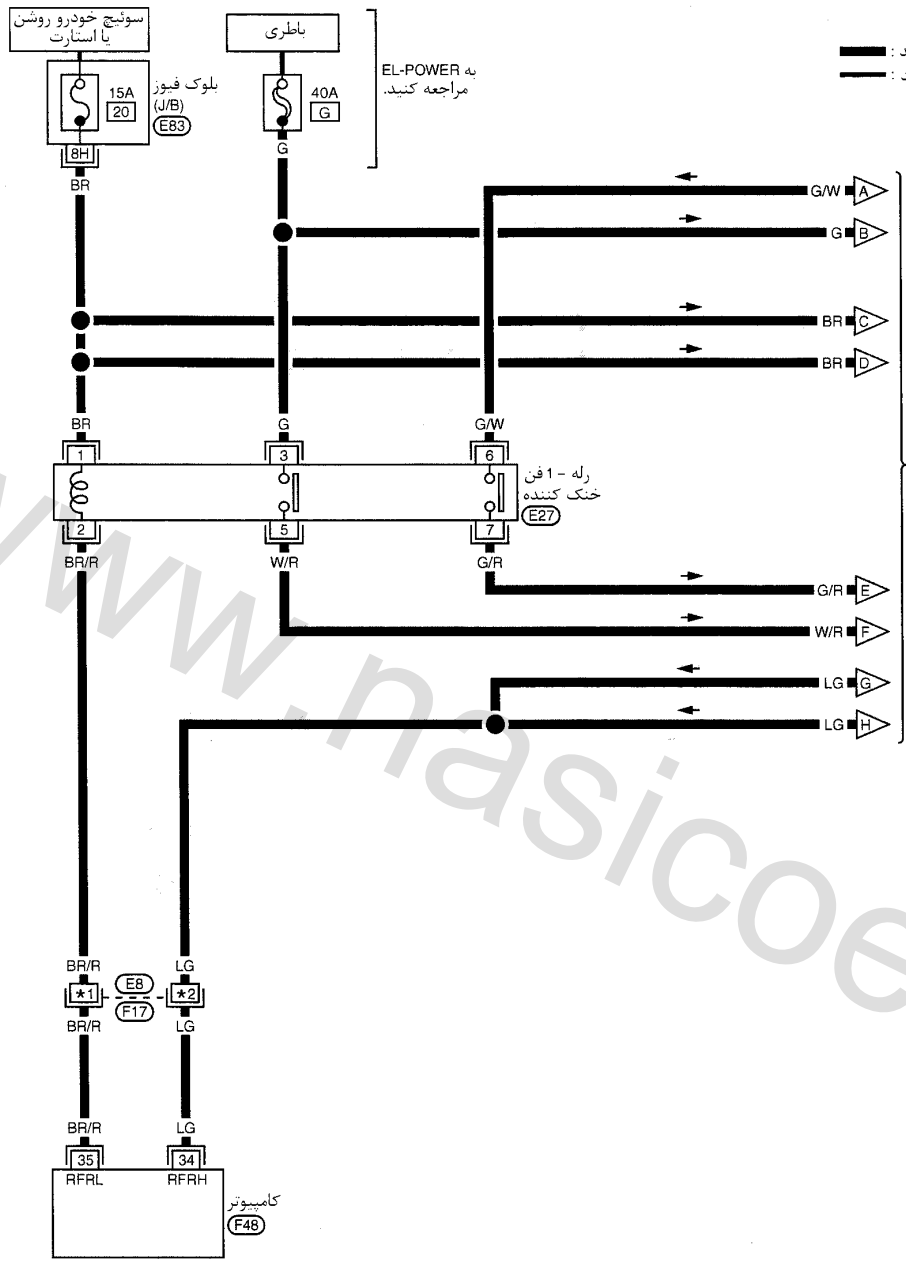 سوئیچ خودرو روشن
یا استارت
باطری
15A
20
بلوک فیوز
(J/B)
E83
40A
G
به EL-POWER
مراجعه کنید.
د :
د :
8H
BR
G
G/W
A
G
B
BR
C
BR
D
BR
G
G/W
1
3
6
رله - 1 فن
خنک کننده
E27
2
5
7
BR/R
W/R
G/R
G/R
E
W/R
F
LG
G
LG
H
BR/R
LG
*1
E8
F17
*2
BR/R
LG
BR/R
LG
35
34
RFRL
RFRH
کامپیوتر
F48
www.nasicoe